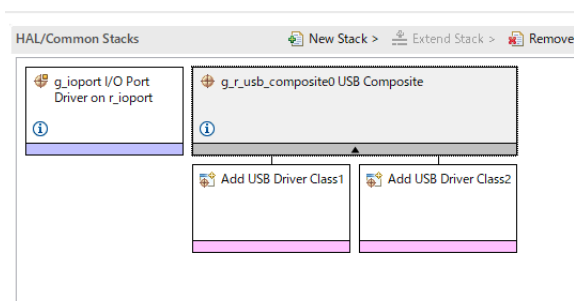 HAL/Common Stacks
New Stack >
Extend Stack >
Remove
g_ioport I/O Port
Driver on r_ioport
g_r_usb_composite0 USB Composite
Add USB Driver Class1
Add USB Driver Class2